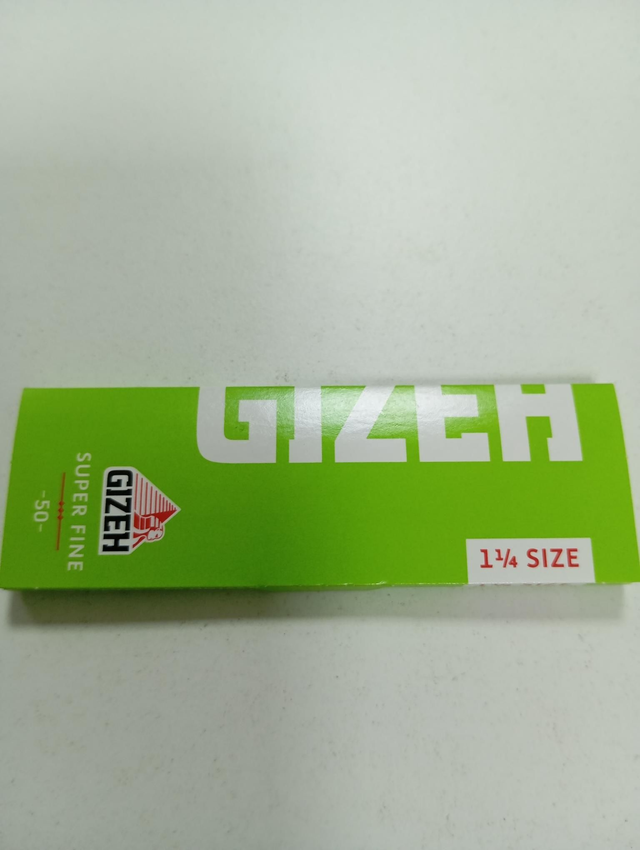 GIZEH
GIZEH
SUPER FINE
-50-
1¼ SIZE